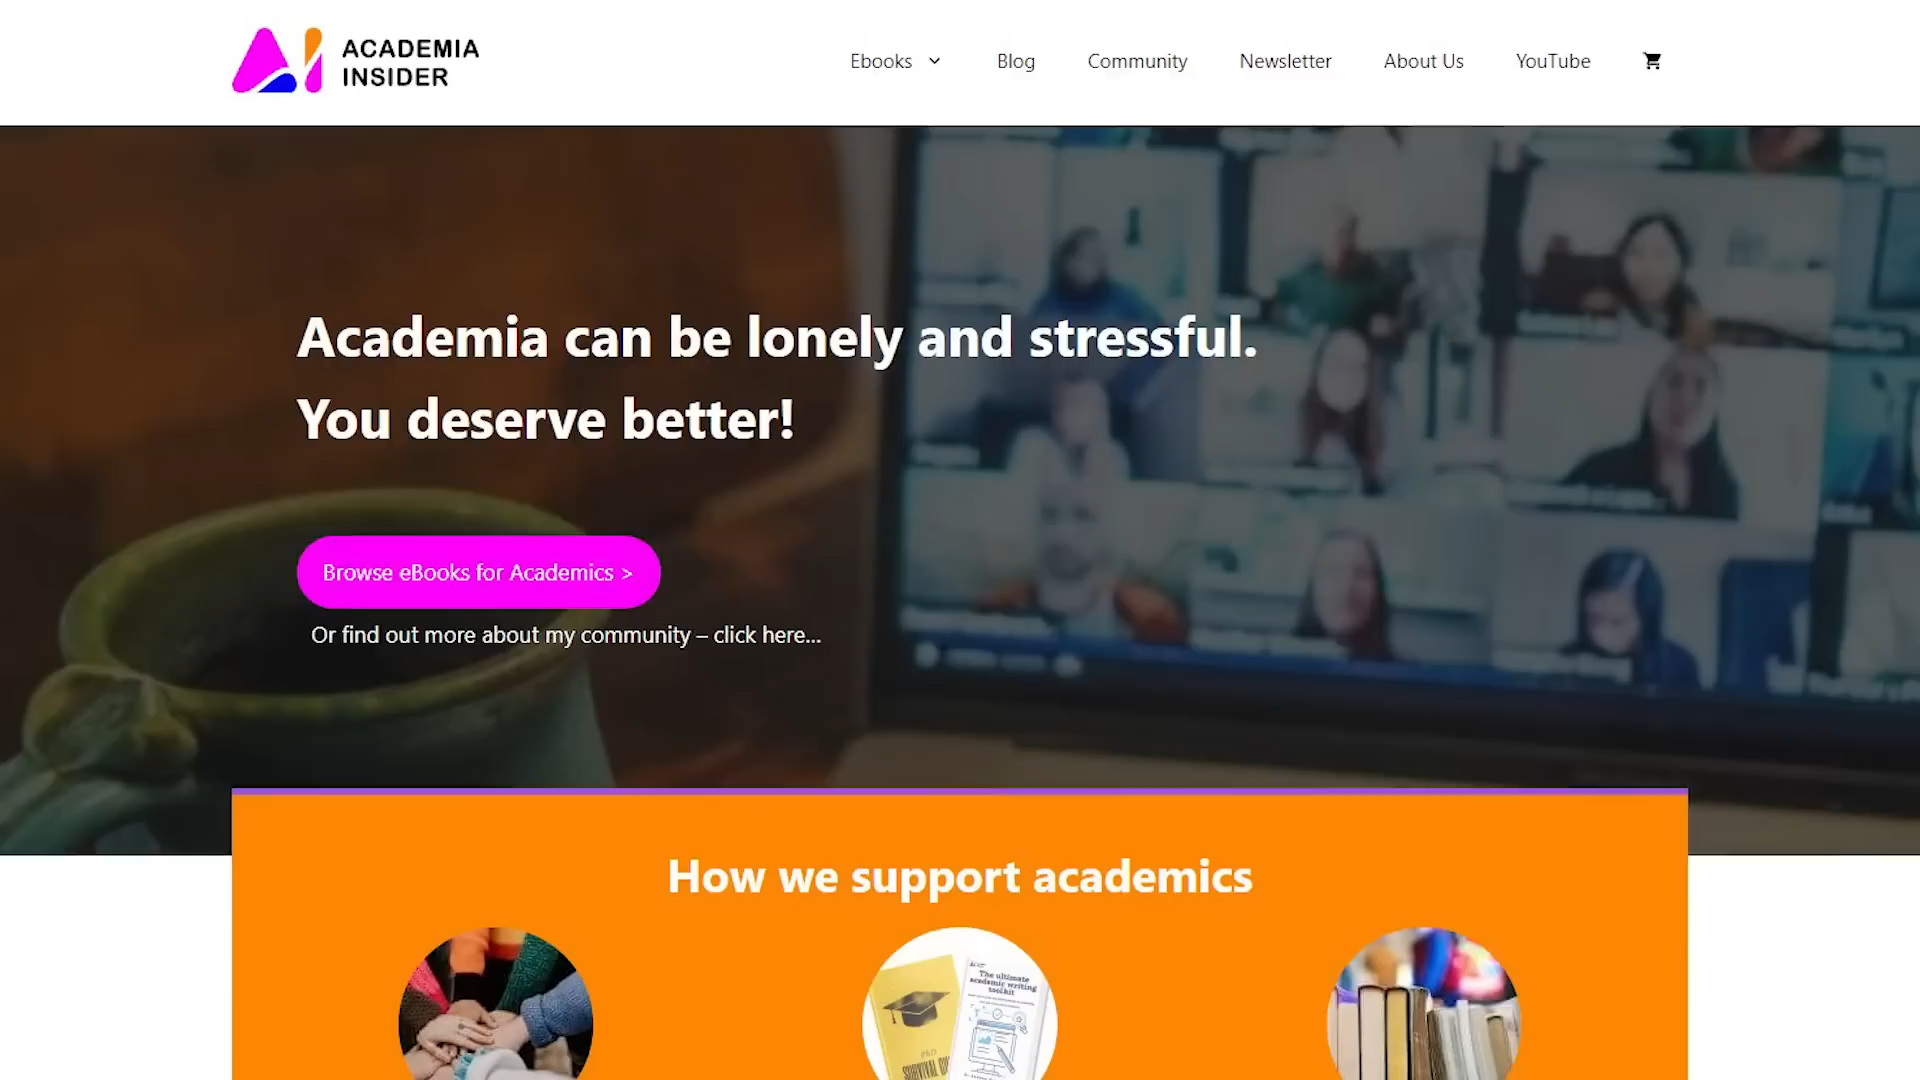 ACADEMIA
INSIDER
Ebooks
Blog
Community
Newsletter
About Us
YouTube
Academia can be lonely and stressful.
You deserve better!
Browse eBooks for Academics >
Or find out more about my community – click here...
How we support academics
The ultimate
academic writing
toolkit
PhD